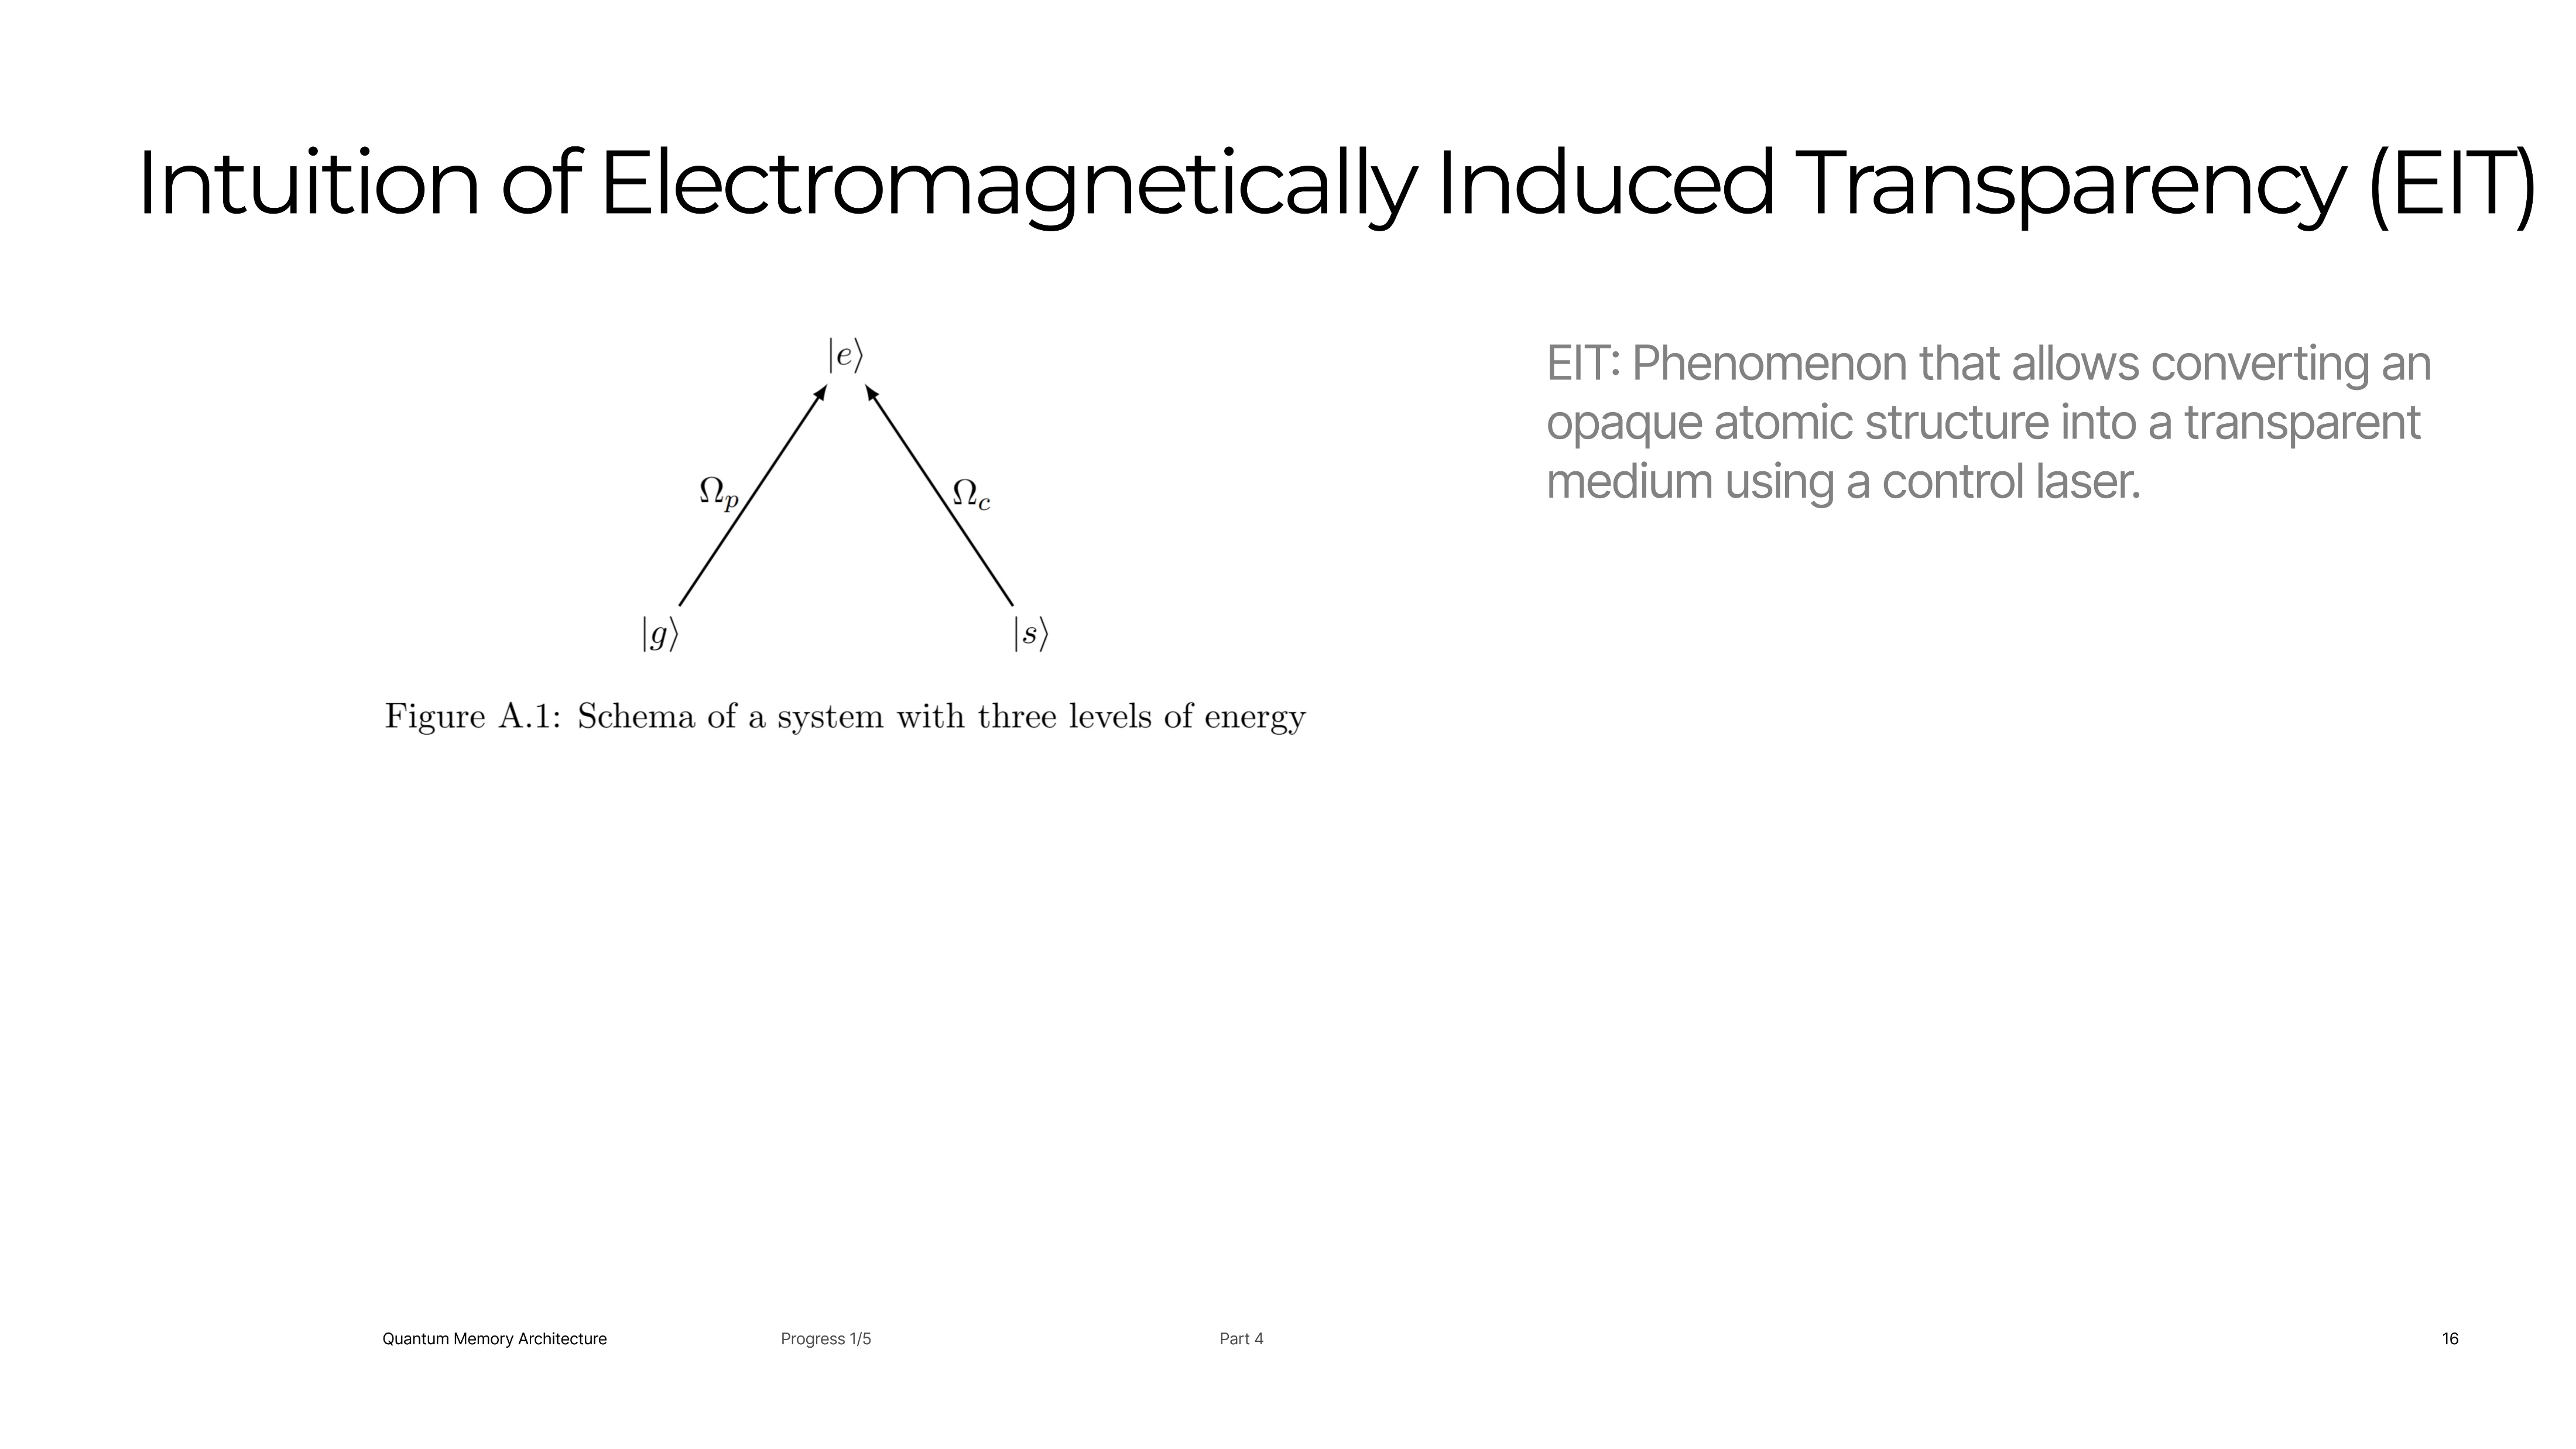 Intuition of Electromagnetically Induced Transparency (EIT)
|e⟩
Ωp
Ωc
|g⟩
|s⟩
Figure A.1: Schema of a system with three levels of energy
EIT: Phenomenon that allows converting an
opaque atomic structure into a transparent
medium using a control laser.
Quantum Memory Architecture
Progress 1/5
Part 4
16